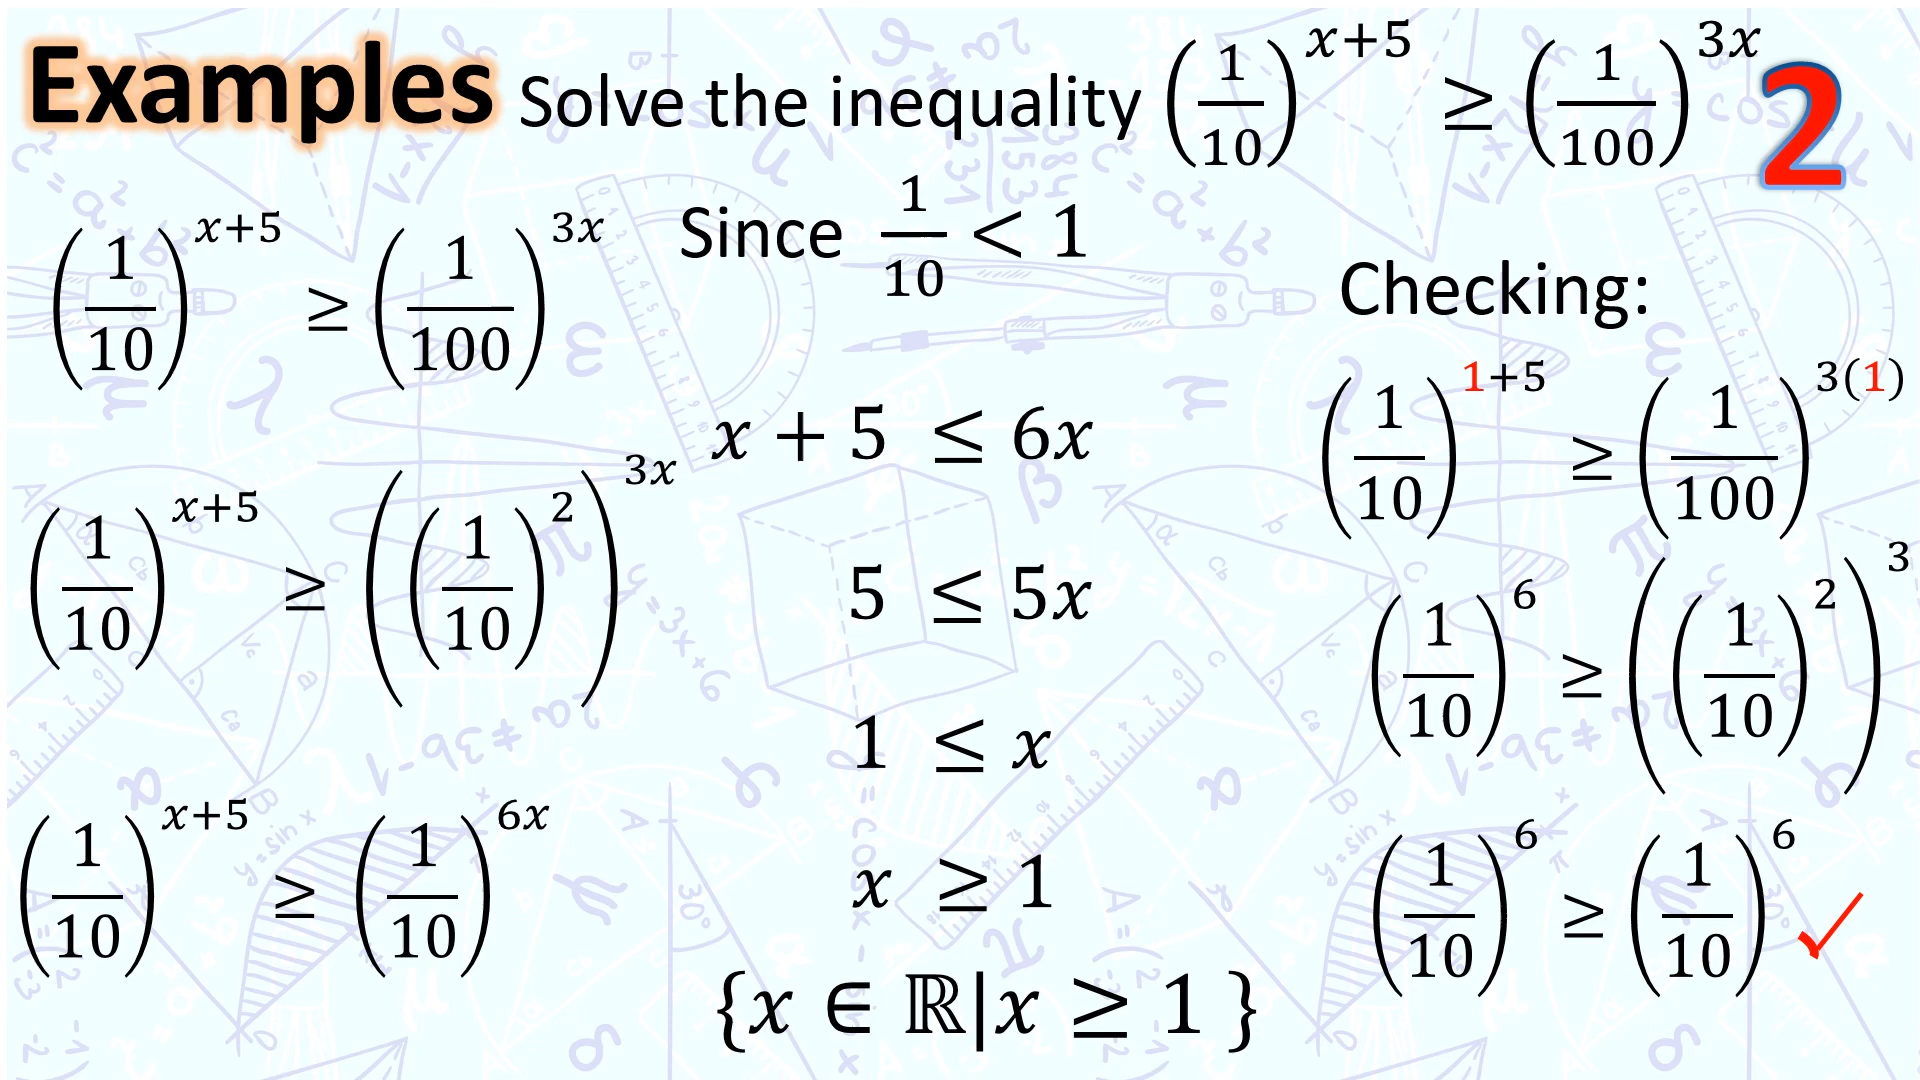 Examples Solve the inequality (1/10)^(x+5) ≥ (1/100)^(3x) 2
(1/10)^(x+5) ≥ (1/100)^(3x)
(1/10)^(x+5) ≥ ((1/10)^2)^(3x)
(1/10)^(x+5) ≥ (1/10)^(6x)
Since 1/10 < 1
x + 5 ≤ 6x
5 ≤ 5x
1 ≤ x
x ≥ 1
{x ∈ ℝ|x ≥ 1 }
Checking:
(1/10)^(1+5) ≥ (1/100)^(3(1))
(1/10)^6 ≥ ((1/10)^2)^3
(1/10)^6 ≥ (1/10)^6 ✓